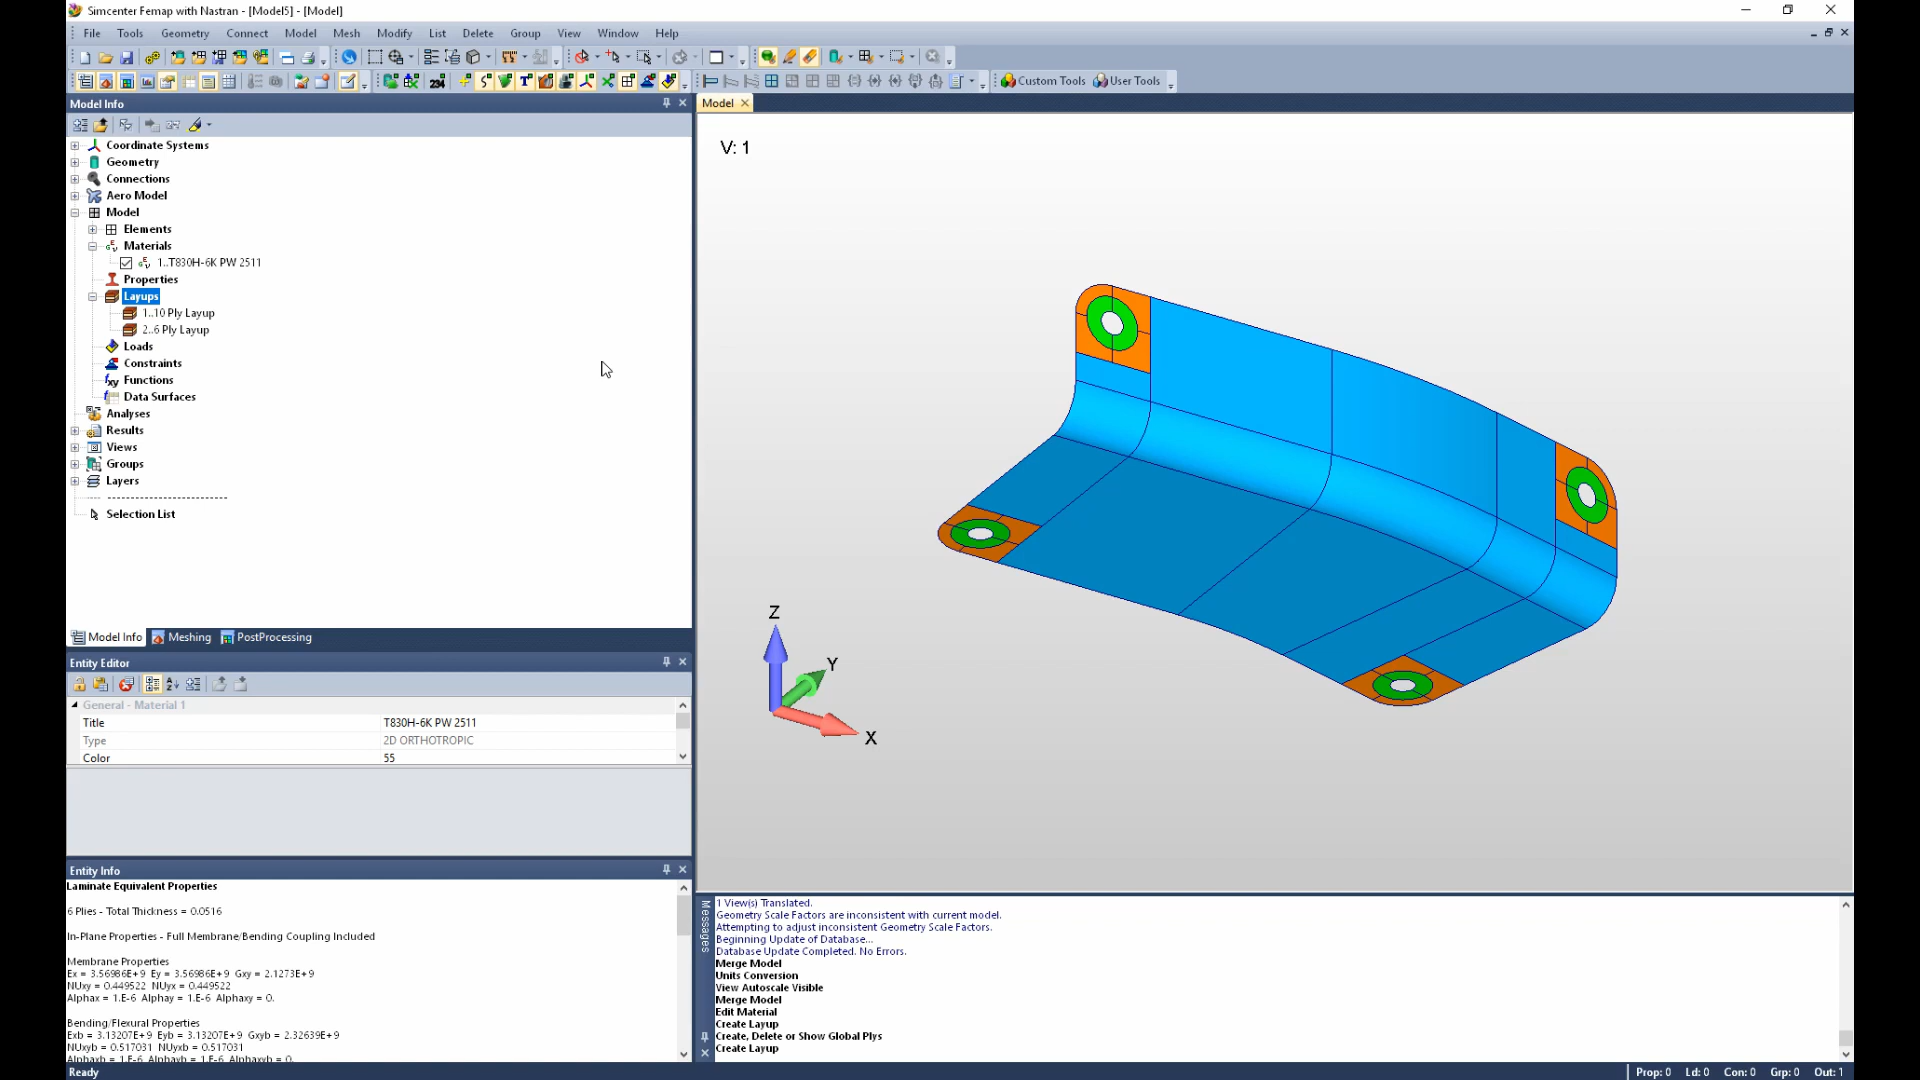 Simcenter Femap with Nastran - [Model5] - [Model]
File Tools Geometry Connect Model Mesh Modify List Delete Group View Window Help
234 T Custom Tools User Tools
Model Info
Coordinate Systems
Geometry
Connections
Aero Model
Model
Elements
Materials
1..T830H-6K PW 2511
Properties
Layups
1..10 Ply Layup
2..6 Ply Layup
Loads
Constraints
Functions
Data Surfaces
Analyses
Results
Views
Groups
Layers
Selection List
Model Info Meshing PostProcessing
Entity Editor
General - Material 1
Title T830H-6K PW 2511
Type 2D ORTHOTROPIC
Color 55
Entity Info
Laminate Equivalent Properties
6 Plies - Total Thickness = 0.0516
In-Plane Properties - Full Membrane/Bending Coupling Included
Membrane Properties
Ex = 3.56986E+9 Ey = 3.56986E+9 Gxy = 2.1273E+9
NUxy = 0.449522 NUyx = 0.449522
Alphax = 1.E-6 Alphay = 1.E-6 Alphaxy = 0.
Bending/Flexural Properties
Exb = 3.13207E+9 Eyb = 3.13207E+9 Gxyb = 2.32639E+9
NUxyb = 0.517031 NUyxb = 0.517031
Alphaxb = 1.E-6 Alphayb = 1.E-6 Alphaxyb = 0.
Model
V: 1
Z
Y
X
Messages
1 View(s) Translated.
Geometry Scale Factors are inconsistent with current model.
Attempting to adjust inconsistent Geometry Scale Factors.
Beginning Update of Database...
Database Update Completed. No Errors.
Merge Model
Units Conversion
View Autoscale Visible
Merge Model
Edit Material
Create Layup
Create, Delete or Show Global Plys
Create Layup
Ready
Prop: 0 Ld: 0 Con: 0 Grp: 0 Out: 1